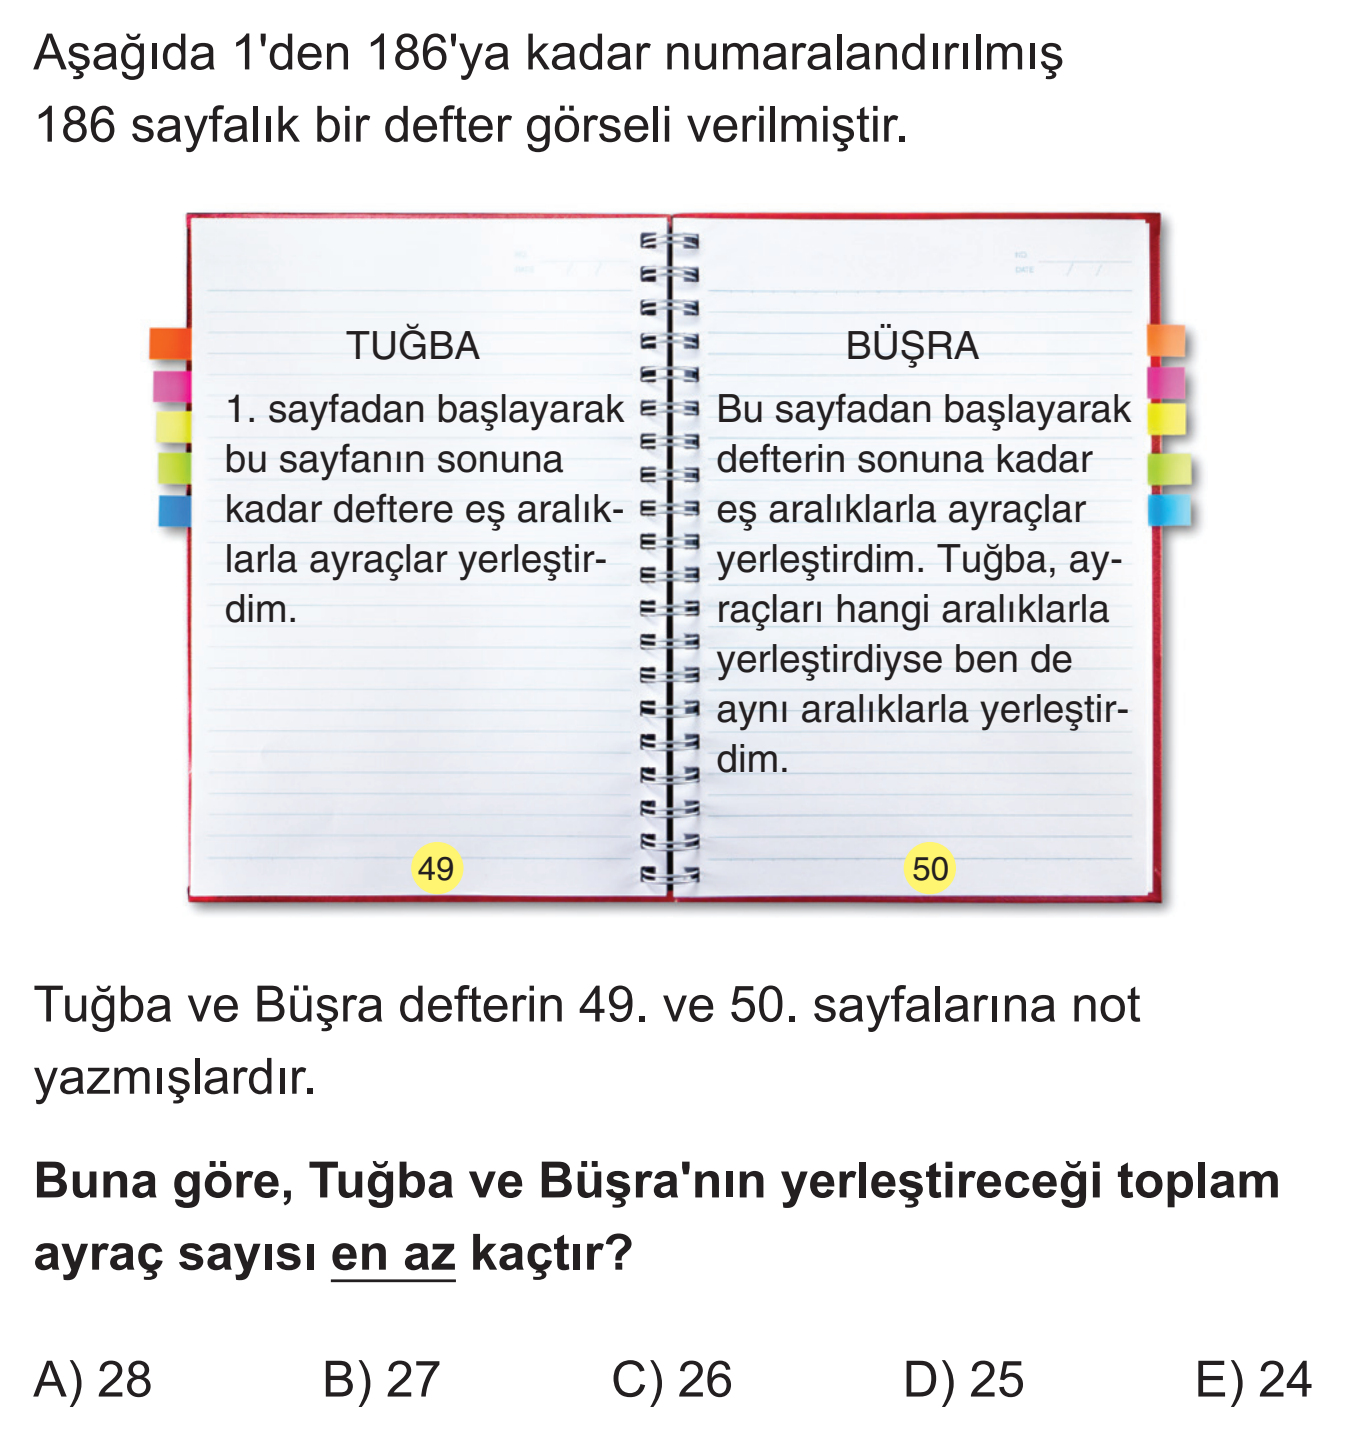 Aşağıda 1'den 186'ya kadar numaralandırılmış
186 sayfalık bir defter görseli verilmiştir.
NO.
DATE / /
NO.
DATE / /
TUĞBA
1. sayfadan başlayarak
bu sayfanın sonuna
kadar deftere eş aralık-
larla ayraçlar yerleştir-
dim.
49
BÜŞRA
Bu sayfadan başlayarak
defterin sonuna kadar
eş aralıklarla ayraçlar
yerleştirdim. Tuğba, ay-
raçları hangi aralıklarla
yerleştirdiyse ben de
aynı aralıklarla yerleştir-
dim.
50
Tuğba ve Büşra defterin 49. ve 50. sayfalarına not
yazmışlardır.
Buna göre, Tuğba ve Büşra'nın yerleştireceği toplam
ayraç sayısı en az kaçtır?
A) 28 B) 27 C) 26 D) 25 E) 24